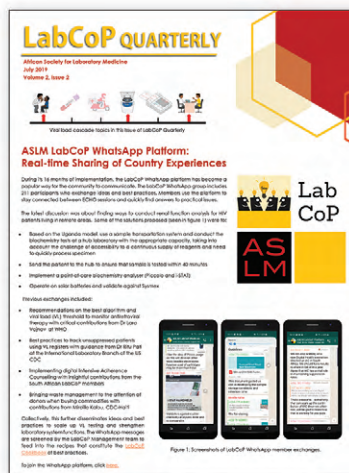 LabCoP QUARTERLY
African Society for Laboratory Medicine
July 2019
Volume 2, Issue 2
Viral load cascade topics in this issue of LabCoP Quarterly
ASLM LabCoP WhatsApp Platform:
Real-time Sharing of Country Experiences
During its 16 months of implementation, the LabCoP WhatsApp platform has become a
popular way for the community to communicate. The LabCoP WhatsApp group includes
211 participants who exchange ideas and best practices. Members use the platform to
stay connected between ECHO sessions and quickly find answers to practical issues.
The latest discussion was about finding ways to conduct renal function analysis for HIV
patients living in remote areas. Some of the solutions proposed (seen in figure 1) were to:
• Based on the Uganda model: use a simple transportation system and conduct the
biochemistry tests at a hub laboratory with the appropriate capacity, taking into
account the challenge of accessibility to a continuous supply of reagents and need
to quickly process specimen
• Send the patient to the hub to ensure that sample is tested within 40 minutes
• Implement a point-of-care biochemistry analyzer (Piccolo and i-STAT)
• Operate on solar batteries and validate against Sysmex
Previous exchanges included:
• Recommendations on the best algorithm and
viral load (VL) threshold to monitor antiretroviral
therapy with critical contributions from Dr Lara
Vojnov at WHO
• Best practices to track unsuppressed patients
using VL registers with guidance from Dr
of the International Laboratory Branch of the US
CDC
• Implementing digital Intensive Adherence
Counselling with insightful contributions from the
South African LabCoP members
• Bringing waste management to the attention of
donors when buying commodities with
contributions from
Collectively, this further disseminates ideas and best
practices to scale up VL testing and strengthen
laboratory system functions. The WhatsApp messages
are screened by the LabCoP Management team to
feed into the recipes that constitute the LabCoP
Cookbook of best practices.
To join the WhatsApp platform, click here.
Lab
CoP
AS
LM
Figure 1: Screenshots of LabCoP WhatsApp member exchanges.